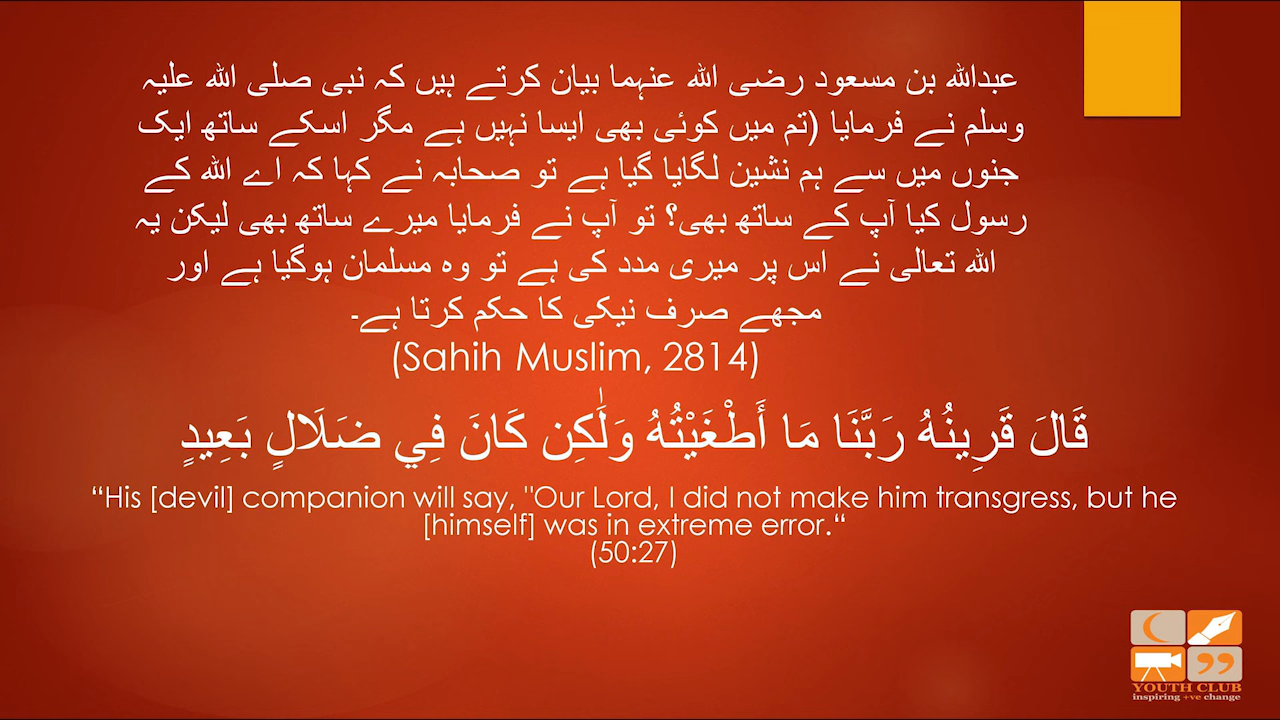 عبدالله بن مسعود رضی الله عنہما بیان کرتے ہیں کہ نبی صلی الله علیہ
وسلم نے فرمایا (تم میں کوئی بھی ایسا نہیں ہے مگر اسکے ساتھ ایک
جنوں میں سے ہم نشین لگایا گیا ہے تو صحابہ نے کہا کہ اے الله کے
رسول کیا آپ کے ساتھ بھی؟ تو آپ نے فرمایا میرے ساتھ بھی لیکن یہ
الله تعالی نے اس پر میری مدد کی ہے تو وہ مسلمان ہوگیا ہے اور
مجھے صرف نیکی کا حکم کرتا ہے۔
(Sahih Muslim, 2814)
قَالَ قَرِينُهُ رَبَّنَا مَا أَطْغَيْتُهُ وَلَٰكِن كَانَ فِي ضَلَالٍ بَعِيدٍ
“His [devil] companion will say, "Our Lord, I did not make him transgress, but he
[himself] was in extreme error.“
(50:27)
YOUTH CLUB
inspiring +ve change